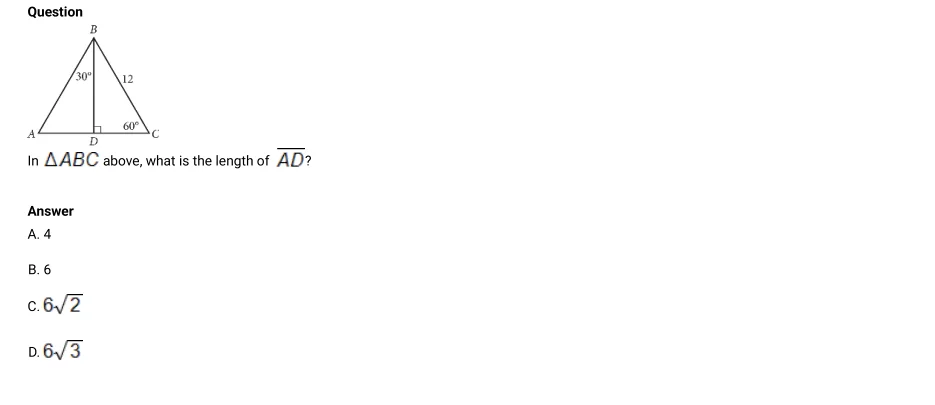 Question
B
30° 12
60°
A C
D
In ΔABC above, what is the length of \overline{AD}?
Answer
A. 4
B. 6
C. 6√2
D. 6√3